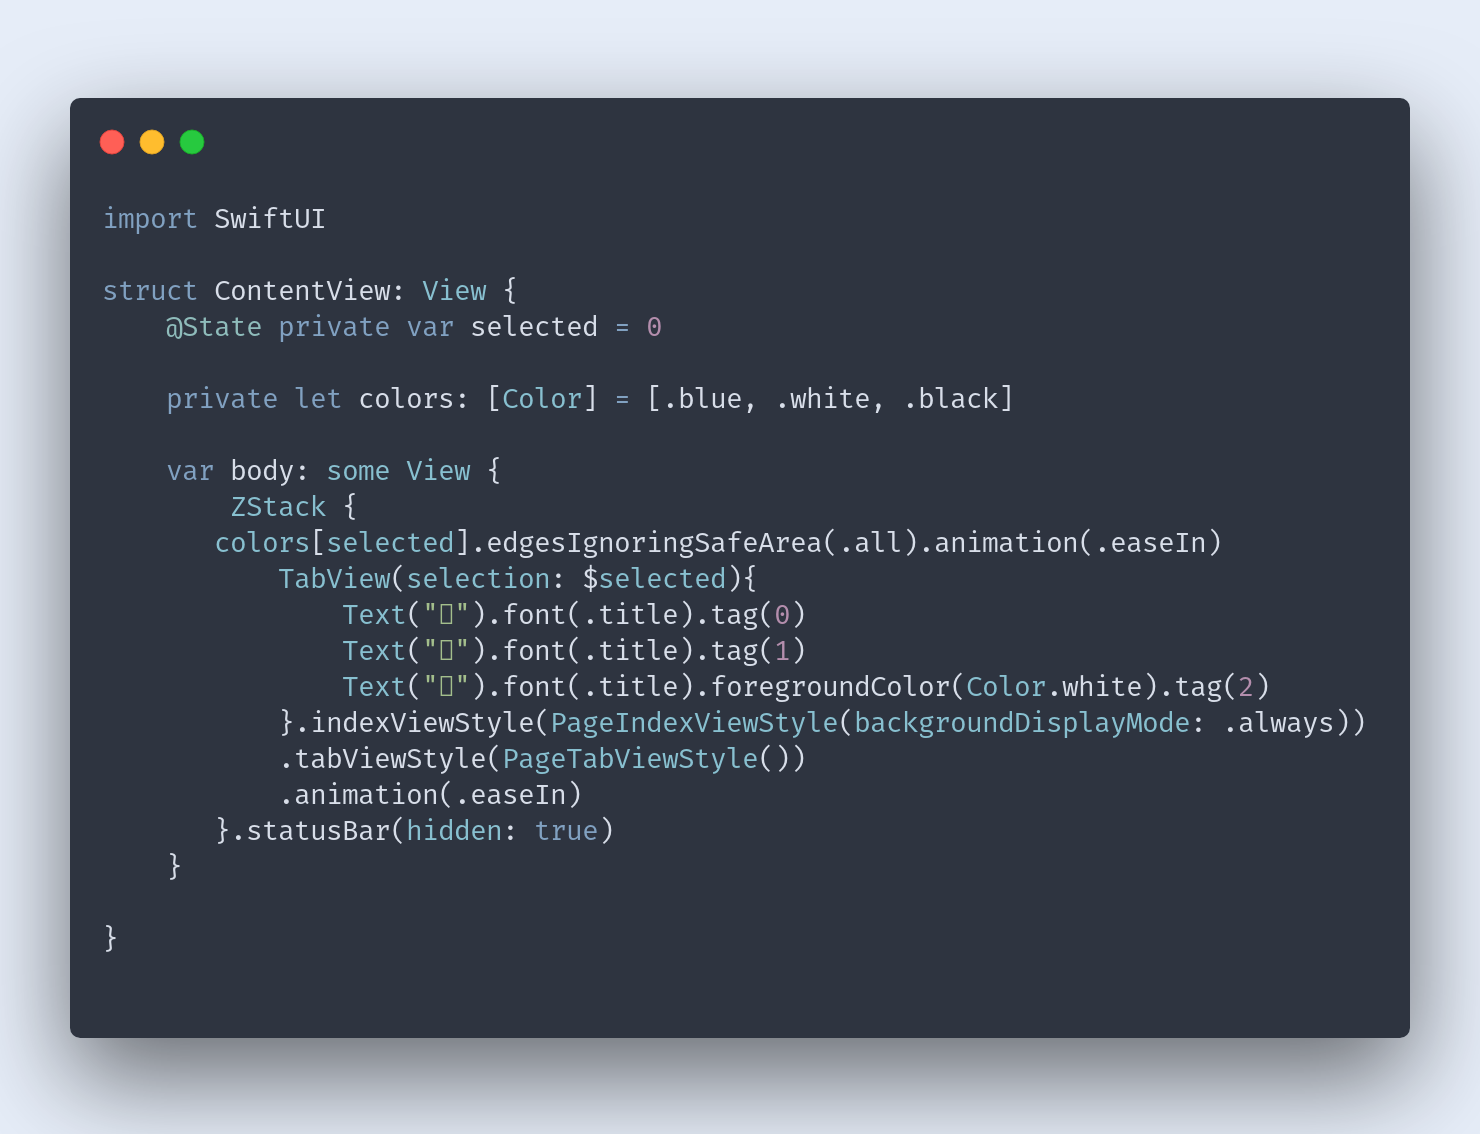 import SwiftUI

struct ContentView: View {
    @State private var selected = 0

    private let colors: [Color] = [.blue, .white, .black]

    var body: some View {
        ZStack {
       colors[selected].edgesIgnoringSafeArea(.all).animation(.easeIn)
           TabView(selection: $selected){
               Text("▯").font(.title).tag(0)
               Text("▯").font(.title).tag(1)
               Text("▯").font(.title).foregroundColor(Color.white).tag(2)
           }.indexViewStyle(PageIndexViewStyle(backgroundDisplayMode: .always))
           .tabViewStyle(PageTabViewStyle())
           .animation(.easeIn)
       }.statusBar(hidden: true)
    }

}